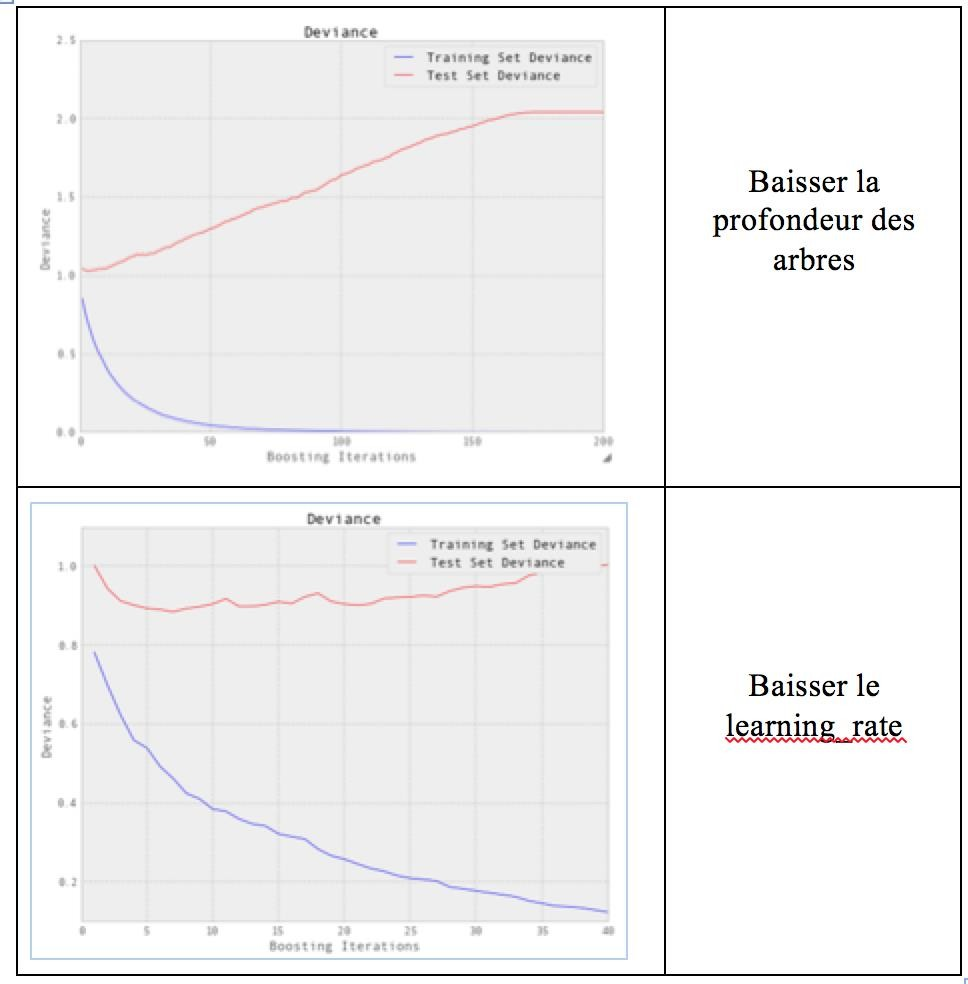 Deviance
Training Set Deviance
Test Set Deviance
2.5
2.0
1.5
1.0
0.5
0.0
Deviance
0 50 100 150 200
Boosting Iterations
Baisser la
profondeur des
arbres
Deviance
Training Set Deviance
Test Set Deviance
1.0
0.8
0.6
0.4
0.2
Deviance
0 5 10 15 20 25 30 35 40
Boosting Iterations
Baisser le
learning_rate